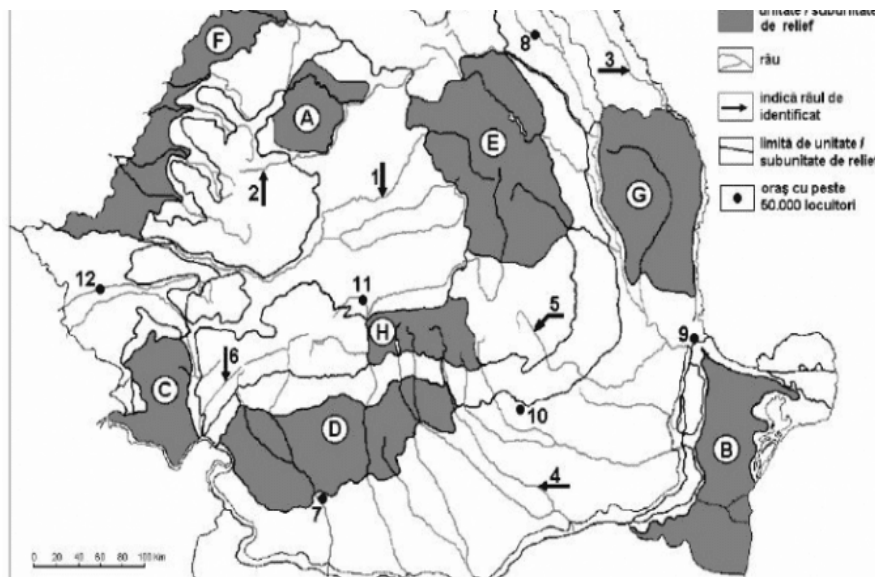 unitate / subunitate
de relief
râu
indică râul de
identificat
limită de unitate /
subunitate de relief
oraş cu peste
50.000 locuitori
F
8
3
A
E
1
2
G
12
11
5
9
H
6
C
10
D
B
4
7
0 20 40 60 80 100 Km